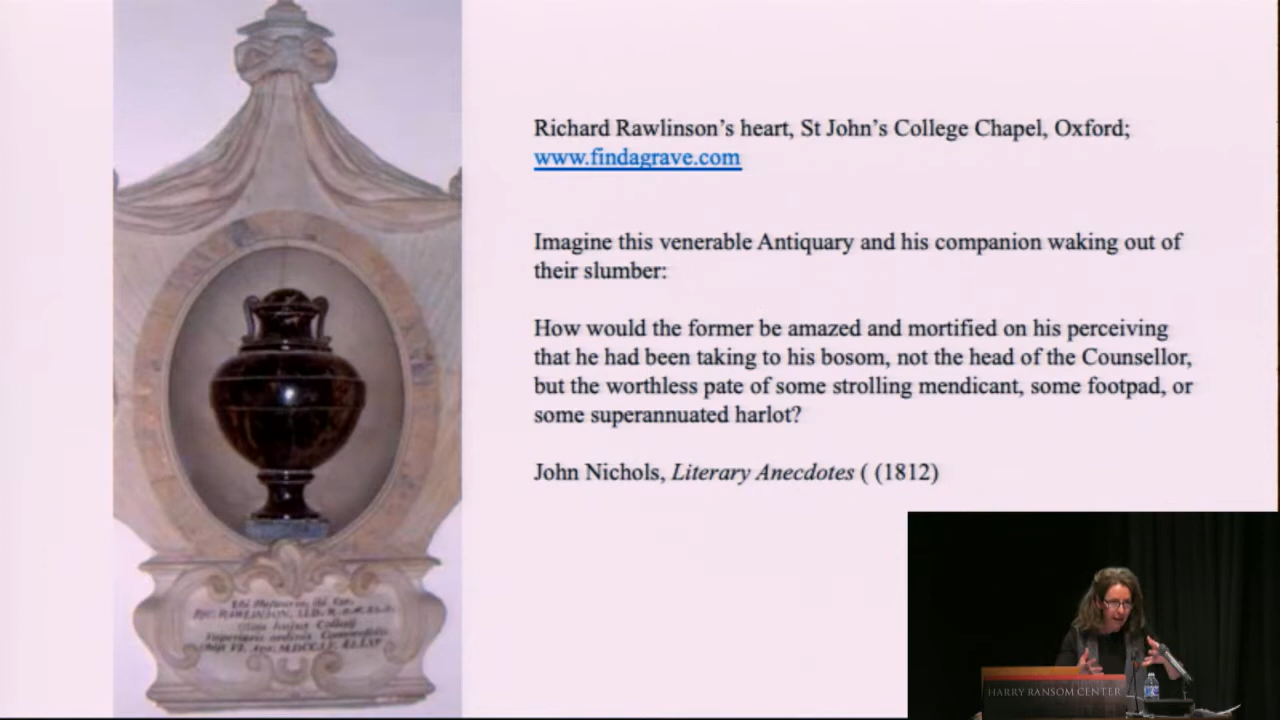 Richard Rawlinson’s heart, St John’s College Chapel, Oxford;
www.findagrave.com
Imagine this venerable Antiquary and his companion waking out of
their slumber:
How would the former be amazed and mortified on his perceiving
that he had been taking to his bosom, not the head of the Counsellor,
but the worthless pate of some strolling mendicant, some footpad, or
some superannuated harlot?
John Nichols, Literary Anecdotes ( (1812)
RAWLINSON
HARRY RANSOM CENTER